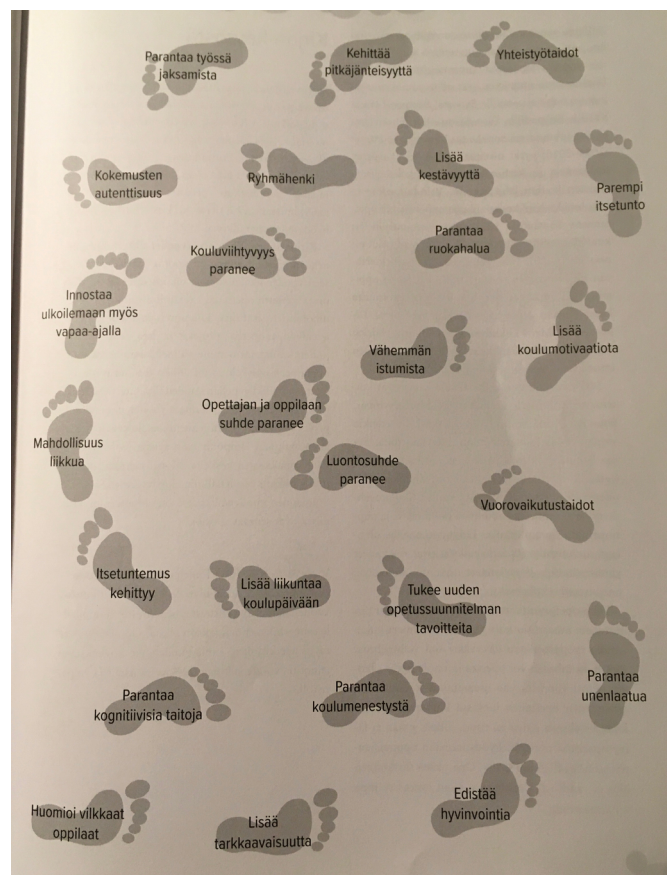 Parantaa työssä
jaksamista
Kehittää
pitkäjänteisyyttä
Yhteistyötaidot
Kokemusten
autenttisuus
Ryhmähenki
Lisää
kestävyyttä
Parempi
itsetunto
Kouluviihtyvyys
paranee
Parantaa
ruokahalua
Innostaa
ulkoilemaan myös
vapaa-ajalla
Vähemmän
istumista
Lisää
koulumotivaatiota
Opettajan ja oppilaan
suhde paranee
Mahdollisuus
liikkua
Luontosuhde
paranee
Vuorovaikutustaidot
Itsetuntemus
kehittyy
Lisää liikuntaa
koulupäivään
Tukee uuden
opetussuunnitelman
tavoitteita
Parantaa
kognitiivisia taitoja
Parantaa
koulumenestystä
Parantaa
unenlaatua
Huomioi vilkkaat
oppilaat
Lisää
tarkkaavaisuutta
Edistää
hyvinvointia